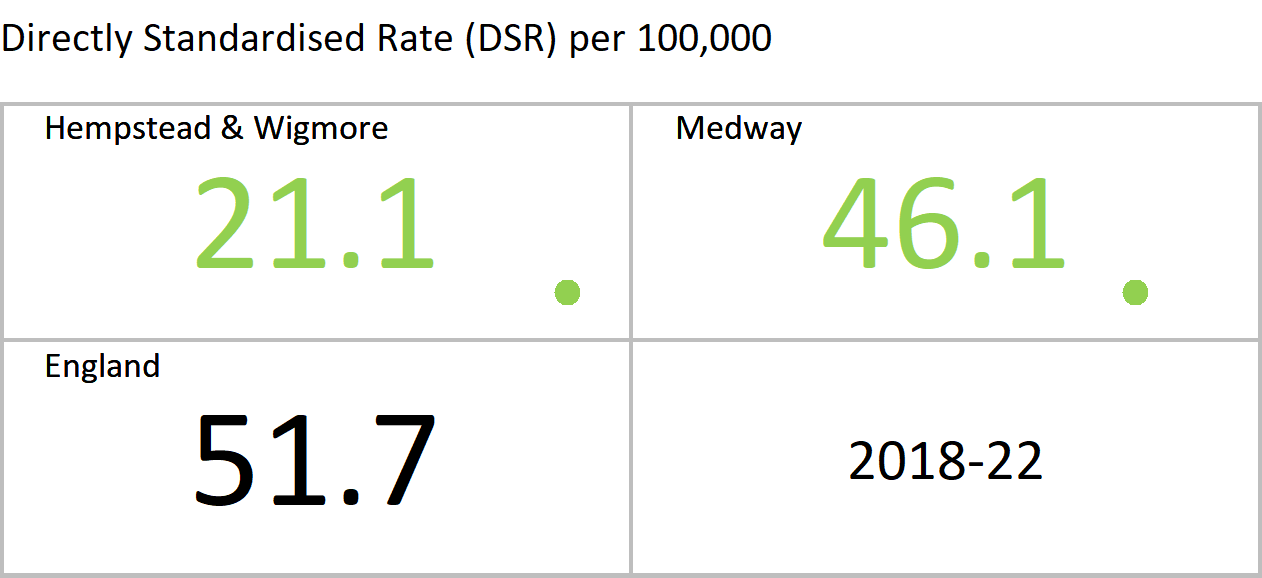 Directly Standardised Rate (DSR) per 100,000
Hempstead & Wigmore
21.1
Medway
46.1
England
51.7
2018-22